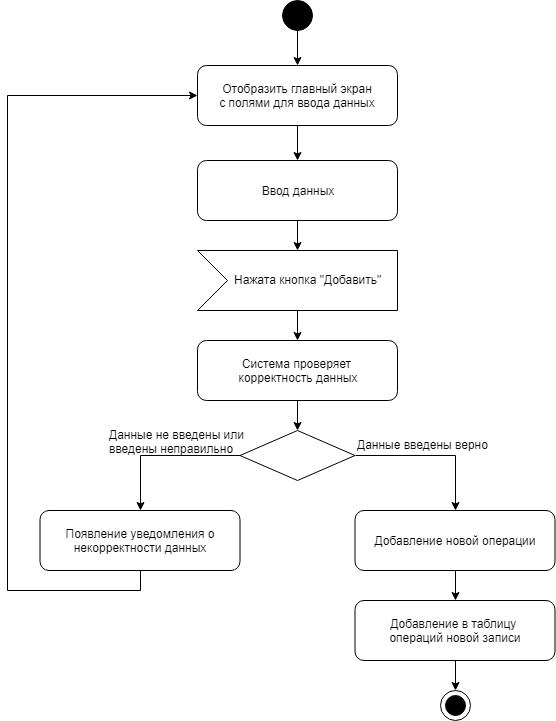 Отобразить главный экран
с полями для ввода данных
Ввод данных
Нажата кнопка "Добавить"
Система проверяет
корректность данных
Данные не введены или
введены неправильно
Данные введены верно
Появление уведомления о
некорректности данных
Добавление новой операции
Добавление в таблицу
операций новой записи